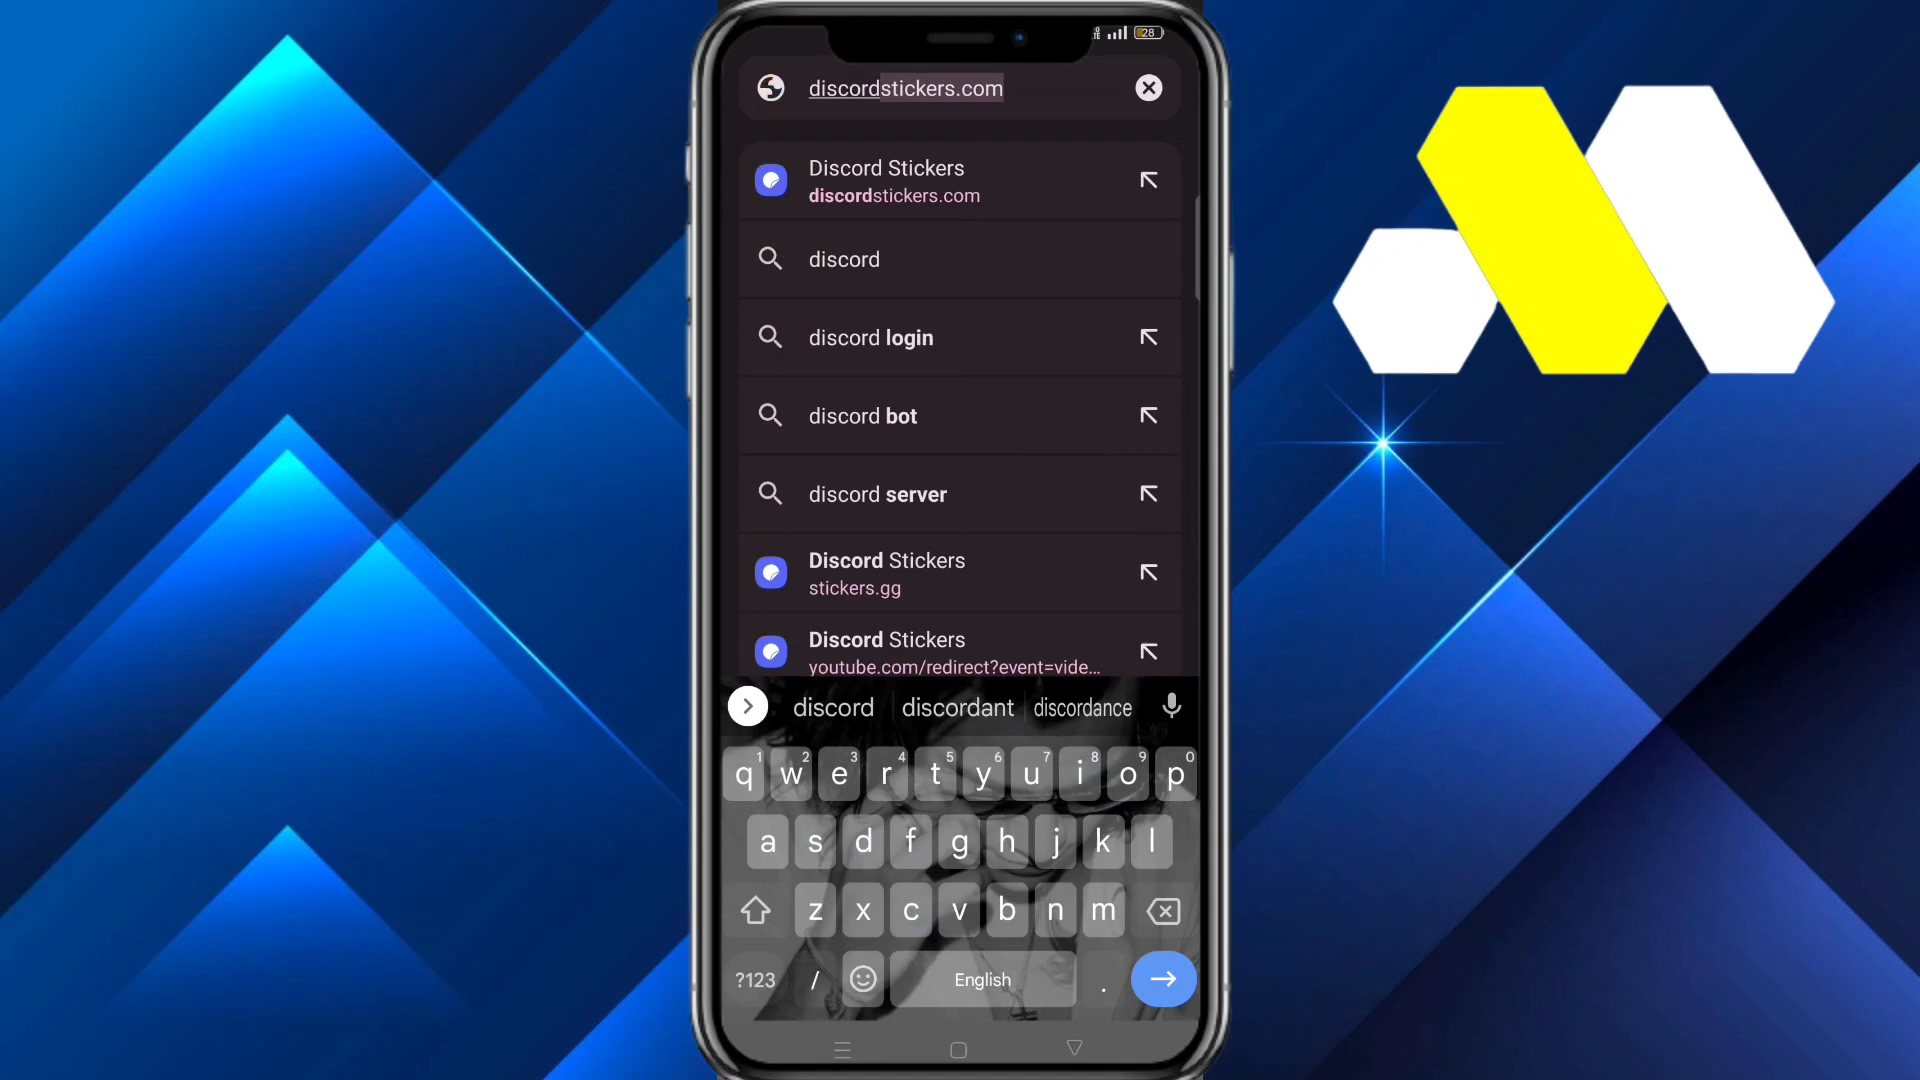 28
discordstickers.com
Discord Stickers
discordstickers.com
discord
discord login
discord bot
discord server
Discord Stickers
stickers.gg
Discord Stickers
youtube.com/redirect?event=vide...
discord discordant discordance
1 2 3 4 5 6 7 8 9 0
q w e r t y u i o p
a s d f g h j k l
z x c v b n m
?123 / English .